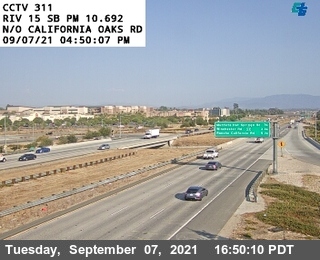 CCTV 311
RIV 15 SB PM 10.692
N/O CALIFORNIA OAKS RD
09/07/21 04:50:07 PM
Tuesday, September 07, 2021 16:50:10 PDT